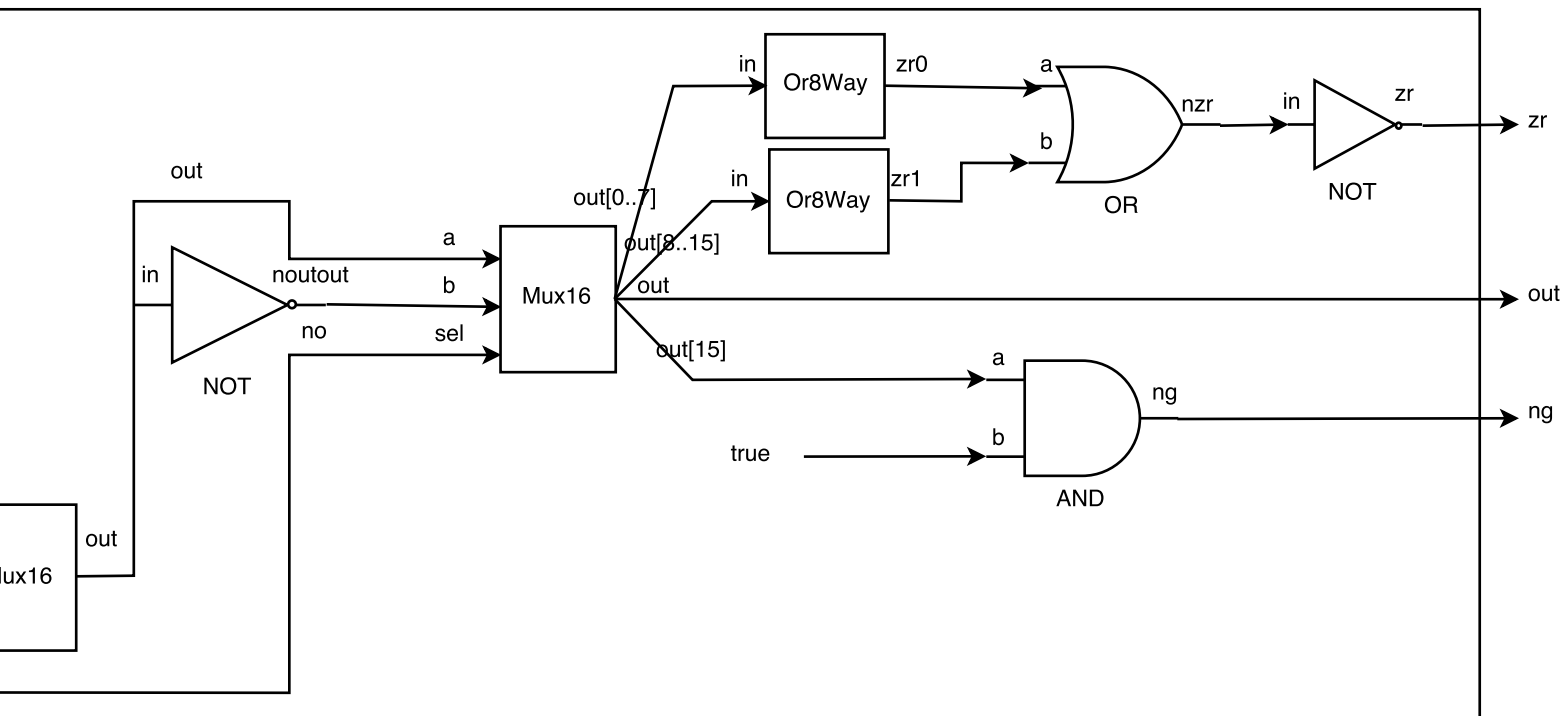 in
Or8Way
zr0
a
nzr
in
zr
zr
b
out
in
Or8Way
zr1
NOT
OR
out[0..7]
a
out[8..15]
in
noutout
b
Mux16
out
out
no
sel
out[15]
a
NOT
ng
ng
true
b
AND
out
lux16